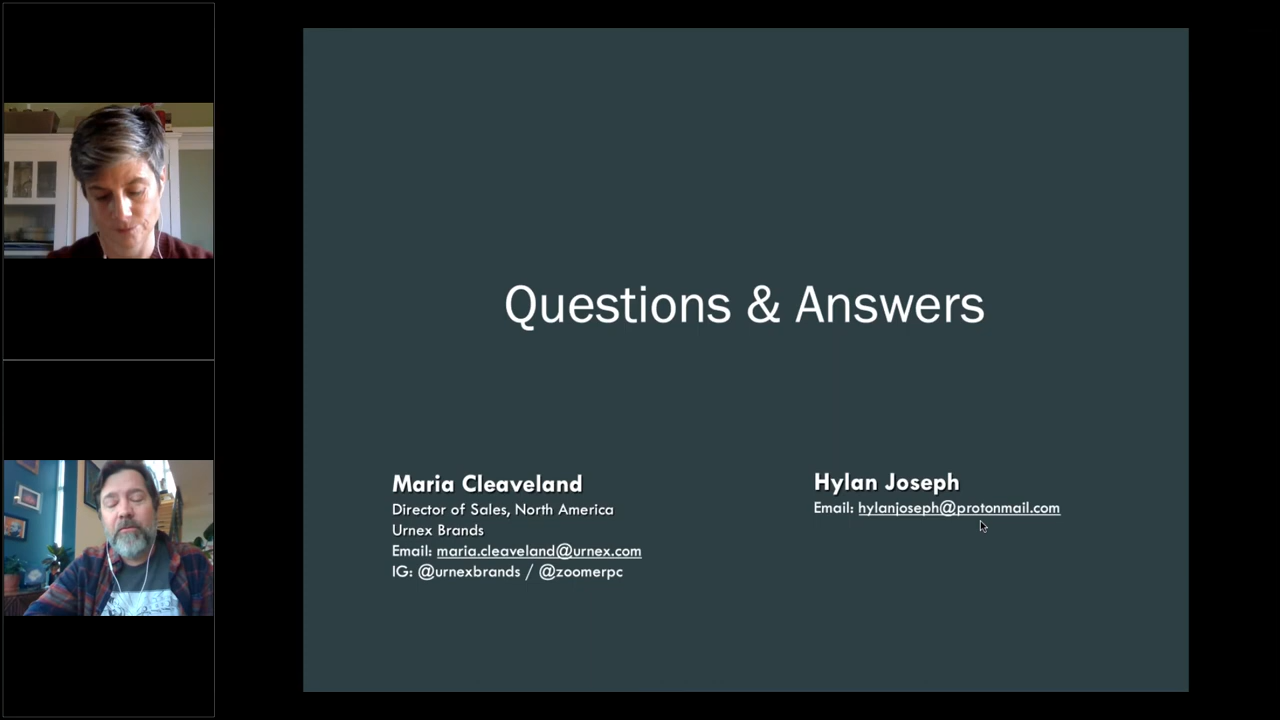 Questions & Answers
Maria Cleaveland
Director of Sales, North America
Urnex Brands
Email: maria.cleaveland@urnex.com
IG: @urnexbrands / @zoomerpc
Hylan Joseph
Email: hylanjoseph@protonmail.com